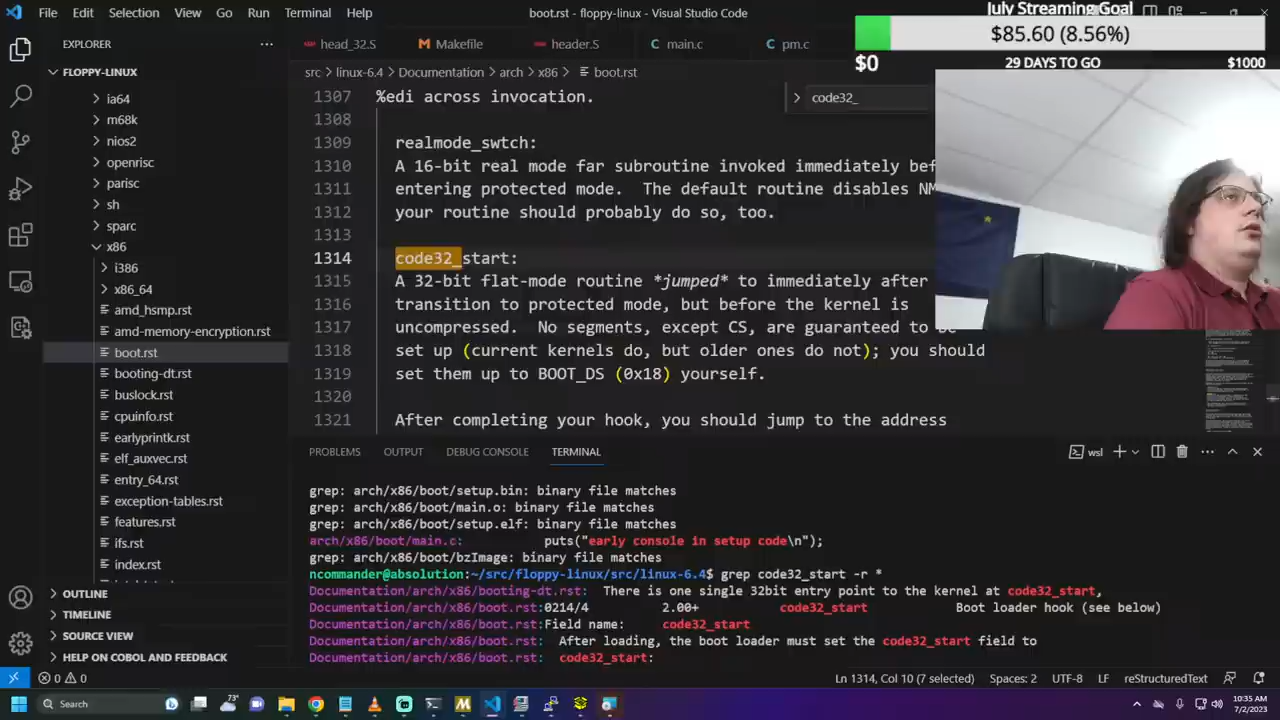 File Edit Selection View Go Run Terminal Help
boot.rst - floppy-linux - Visual Studio Code
July Streaming Goal
$85.60 (8.56%)
$0 29 DAYS TO GO $1000
EXPLORER
head_32.S Makefile header.S main.c pm.c
FLOPPY-LINUX
src > linux-6.4 > Documentation > arch > x86 > boot.rst
ia64
m68k
nios2
openrisc
parisc
sh
sparc
x86
i386
x86_64
amd_hsmp.rst
amd-memory-encryption.rst
boot.rst
booting-dt.rst
buslock.rst
cpuinfo.rst
earlyprintk.rst
elf_auxvec.rst
entry_64.rst
exception-tables.rst
features.rst
ifs.rst
index.rst
OUTLINE
TIMELINE
SOURCE VIEW
HELP ON COBOL AND FEEDBACK
code32_
1307 %edi across invocation.
1308
1309 realmode_swtch:
1310 A 16-bit real mode far subroutine invoked immediately bef
1311 entering protected mode. The default routine disables NM
1312 your routine should probably do so, too.
1313
1314 code32_start:
1315 A 32-bit flat-mode routine *jumped* to immediately after
1316 transition to protected mode, but before the kernel is
1317 uncompressed. No segments, except CS, are guaranteed to be
1318 set up (current kernels do, but older ones do not); you should
1319 set them up to BOOT_DS (0x18) yourself.
1320
1321 After completing your hook, you should jump to the address
PROBLEMS OUTPUT DEBUG CONSOLE TERMINAL
wsl
grep: arch/x86/boot/setup.bin: binary file matches
grep: arch/x86/boot/main.o: binary file matches
grep: arch/x86/boot/setup.elf: binary file matches
arch/x86/boot/main.c: puts("early console in setup code\n");
grep: arch/x86/boot/bzImage: binary file matches
ncommander@absolution:~/src/floppy-linux/src/linux-6.4$ grep code32_start -r *
Documentation/arch/x86/booting-dt.rst: There is one single 32bit entry point to the kernel at code32_start,
Documentation/arch/x86/boot.rst:0214/4 2.00+ code32_start Boot loader hook (see below)
Documentation/arch/x86/boot.rst:Field name: code32_start
Documentation/arch/x86/boot.rst: After loading, the boot loader must set the code32_start field to
Documentation/arch/x86/boot.rst: code32_start:
0 0 Ln 1314, Col 10 (7 selected) Spaces: 2 UTF-8 LF reStructuredText
Search
73°
10:35 AM
7/2/2023